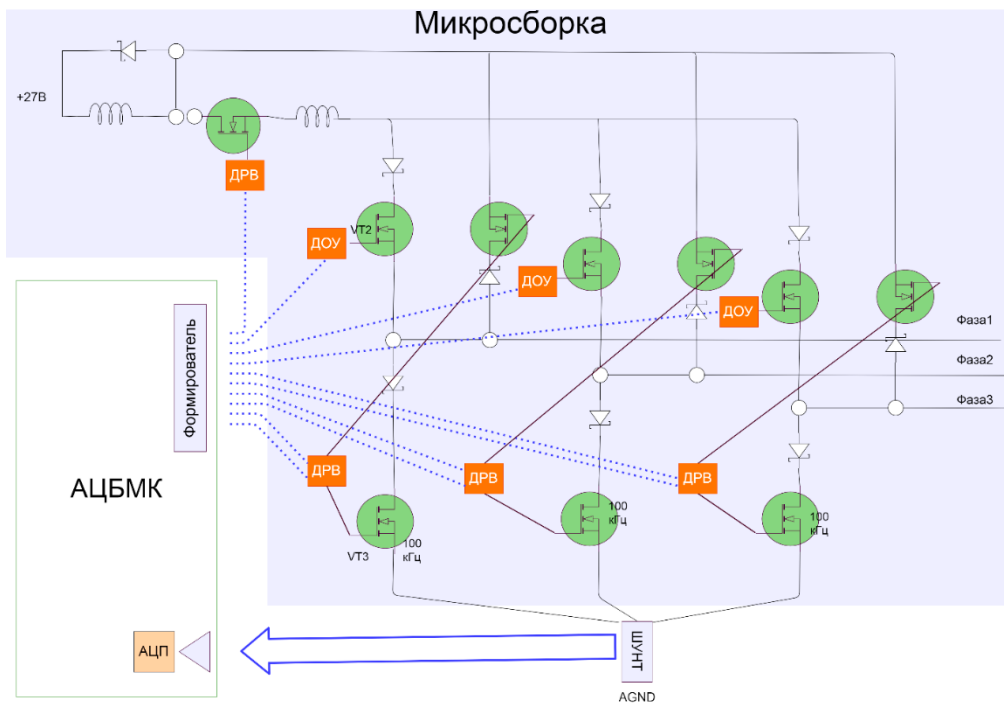 Микросборка
+27В
ДРВ
VT2
ДОУ
ДОУ
ДОУ
Фаза1
Фаза2
Фаза3
Формирователь
АЦБМК
ДРВ
ДРВ
ДРВ
VT3
100
кГц
100
кГц
100
кГц
АЦП
ШУНТ
AGND